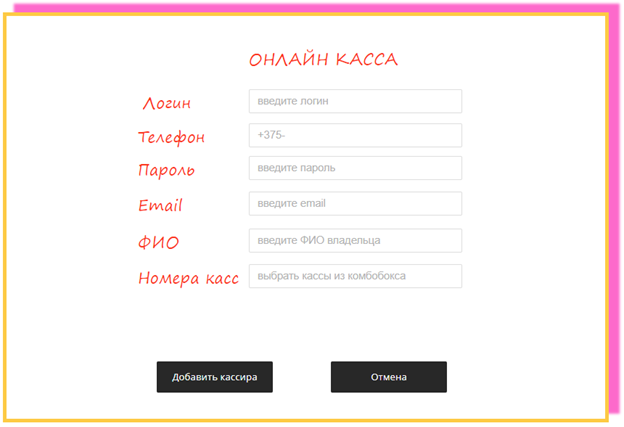 ОНЛАЙН КАССА
Логин введите логин
Телефон +375-
Пароль введите пароль
Email введите email
ФИО введите ФИО владельца
Номера касс выбрать кассы из комбобокса
Добавить кассира Отмена